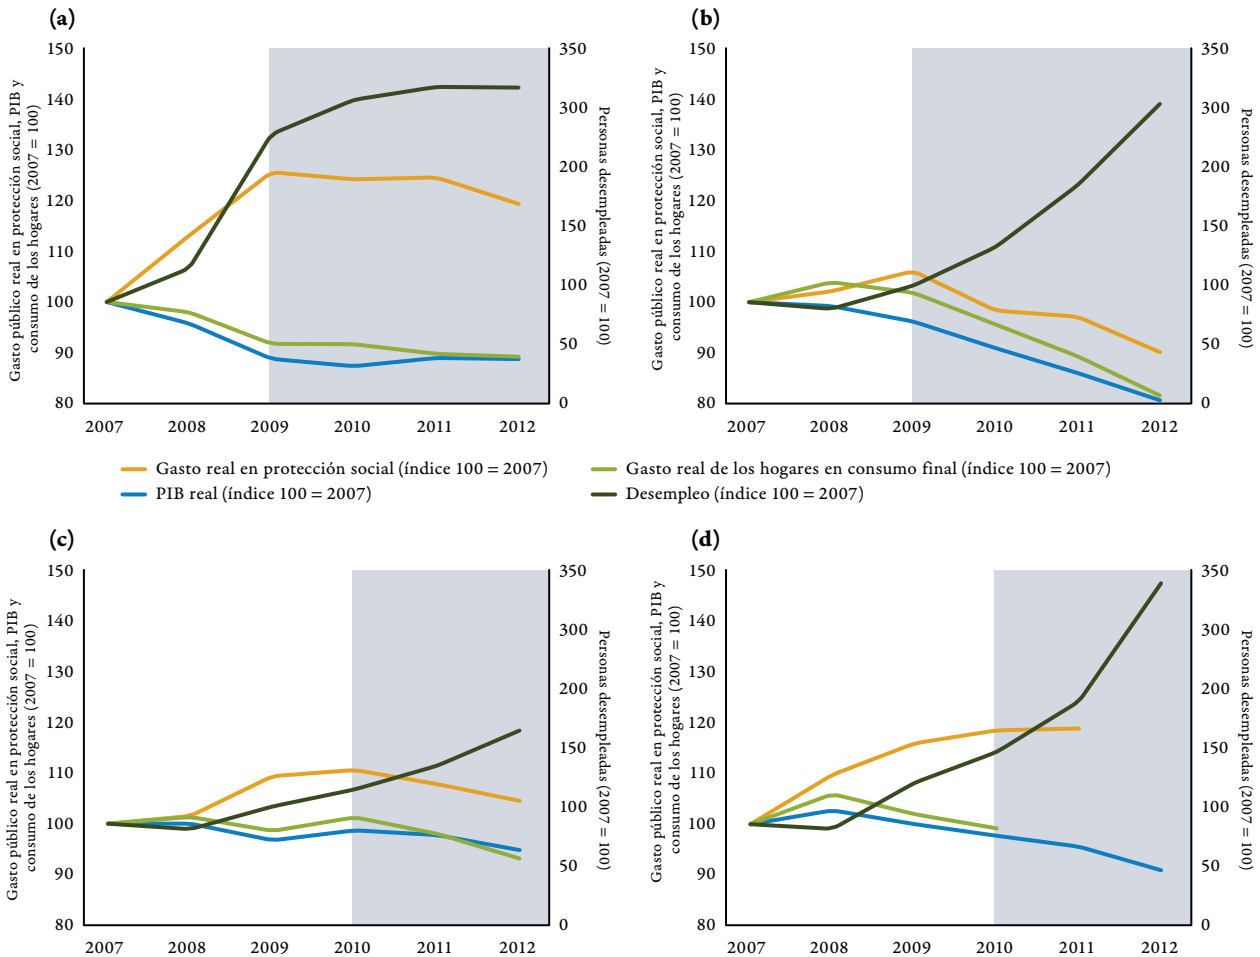 (a)
Gasto público real en protección social, PIB y
consumo de los hogares (2007 = 100)
150
140
130
120
110
100
90
80
350
300
250
200
150
100
50
0
Personas desempleadas (2007 = 100)
2007 2008 2009 2010 2011 2012
(b)
Gasto público real en protección social, PIB y
consumo de los hogares (2007 = 100)
150
140
130
120
110
100
90
80
350
300
250
200
150
100
50
0
Personas desempleadas (2007 = 100)
2007 2008 2009 2010 2011 2012
Gasto real en protección social (índice 100 = 2007)
PIB real (índice 100 = 2007)
Gasto real de los hogares en consumo final (índice 100 = 2007)
Desempleo (índice 100 = 2007)
(c)
Gasto público real en protección social, PIB y
consumo de los hogares (2007 = 100)
150
140
130
120
110
100
90
80
350
300
250
200
150
100
50
0
Personas desempleadas (2007 = 100)
2007 2008 2009 2010 2011 2012
(d)
Gasto público real en protección social, PIB y
consumo de los hogares (2007 = 100)
150
140
130
120
110
100
90
80
350
300
250
200
150
100
50
0
Personas desempleadas (2007 = 100)
2007 2008 2009 2010 2011 2012